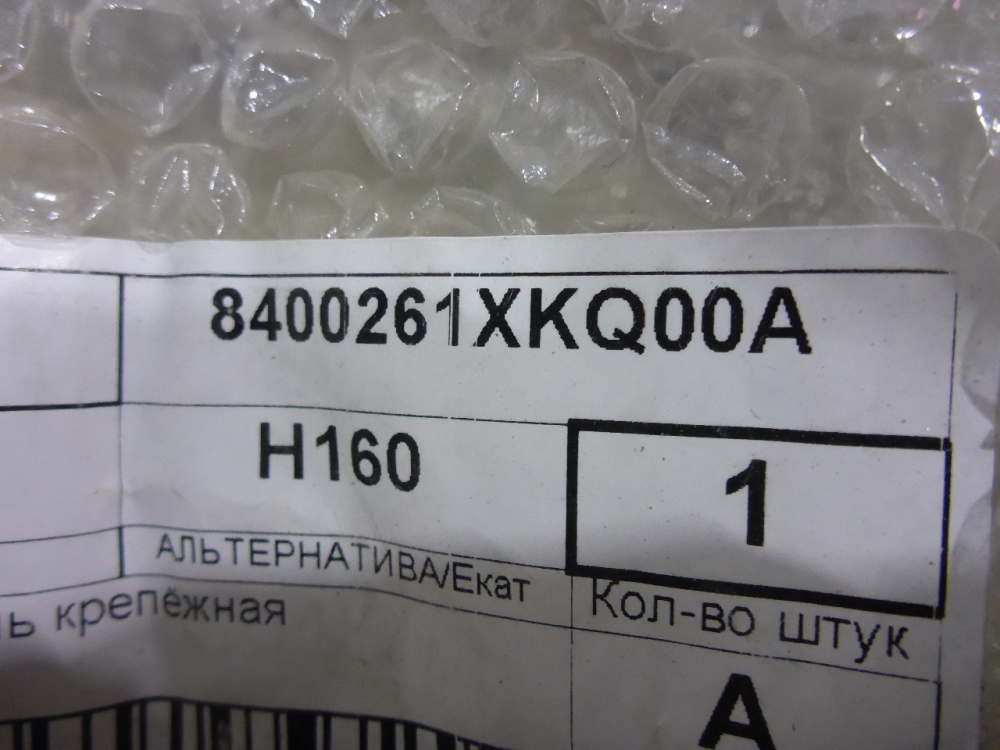 8400261XKQ00A
H160
1
АЛЬТЕРНАТИВА/Екат
Кол-во штук
крепёжная
А